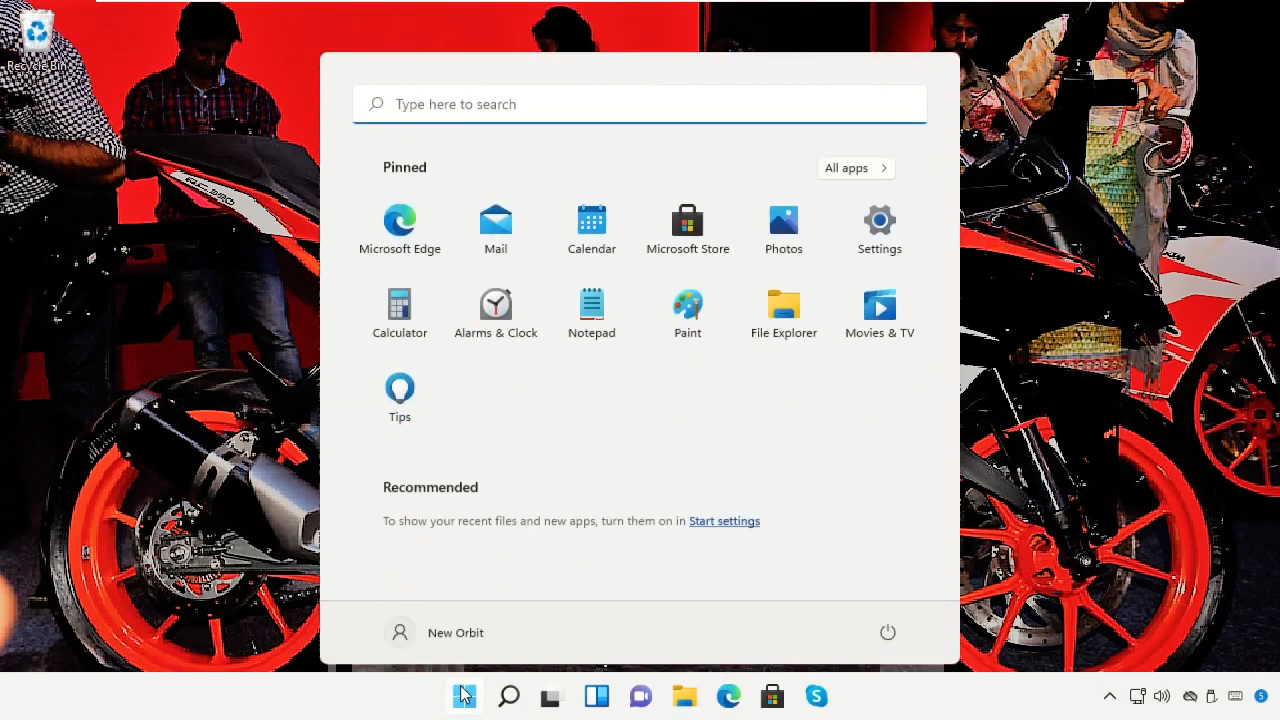 Recycle Bin
Type here to search
Pinned
All apps
Microsoft Edge
Mail
Calendar
Microsoft Store
Photos
Settings
Calculator
Alarms & Clock
Notepad
Paint
File Explorer
Movies & TV
Tips
Recommended
To show your recent files and new apps, turn them on in Start settings
New Orbit
5